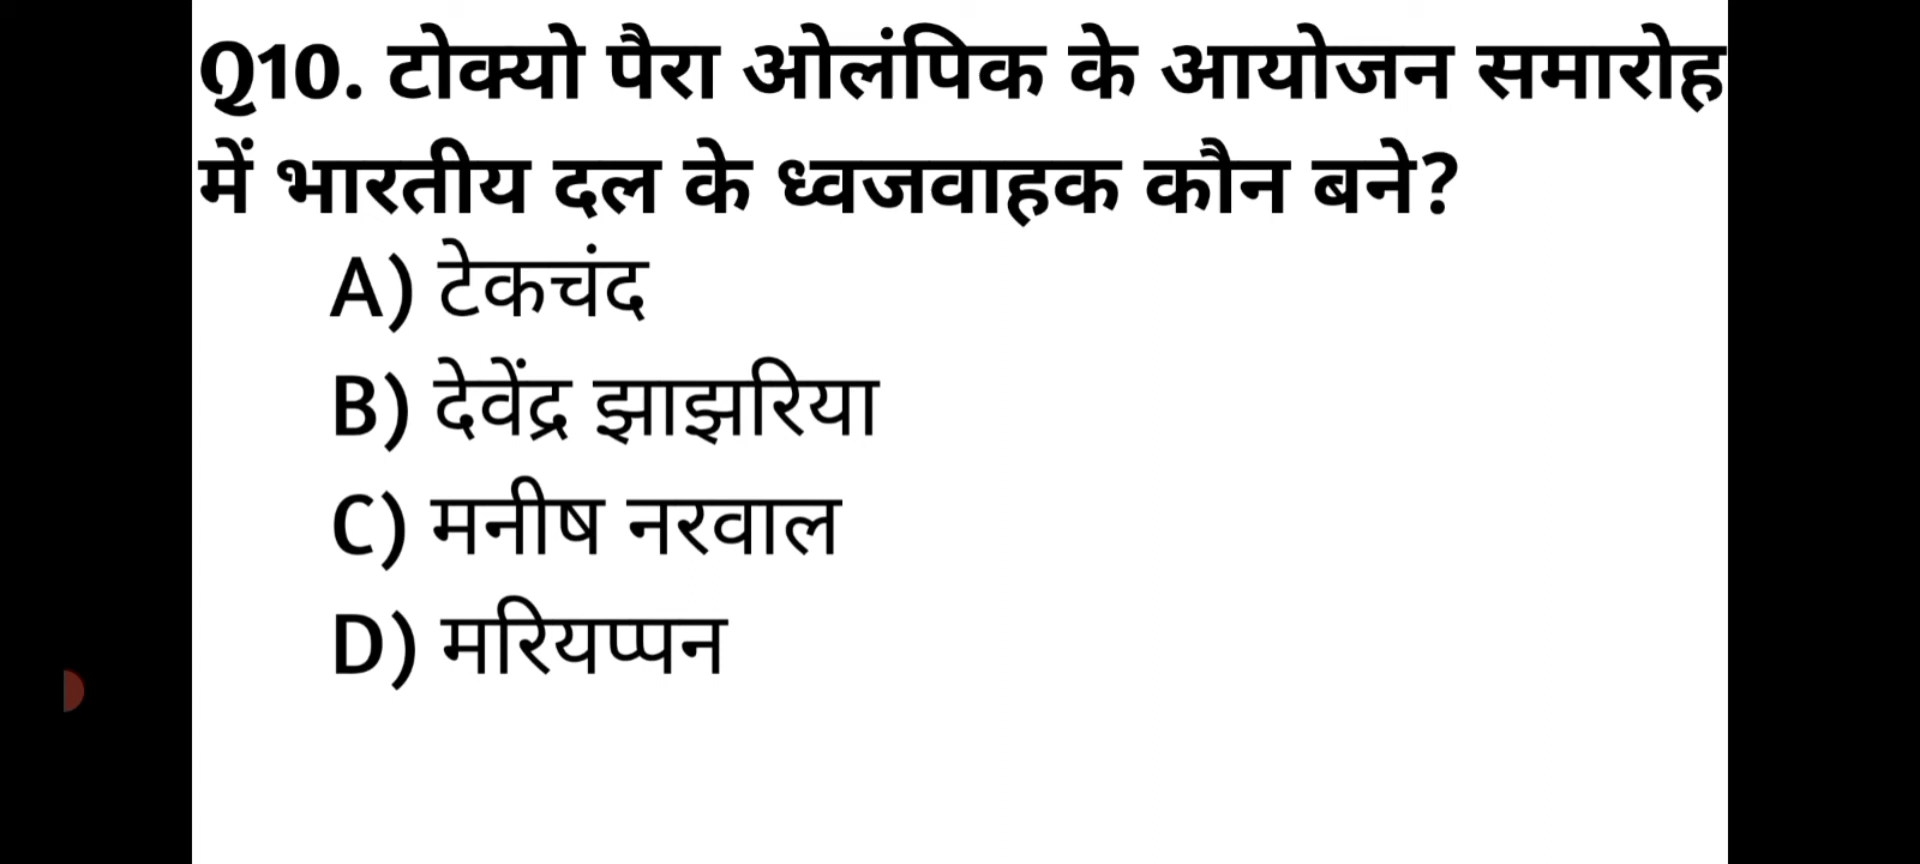 Q10. टोक्यो पैरा ओलंपिक के आयोजन समारोह
में भारतीय दल के ध्वजवाहक कौन बने?
A) टेकचंद
B) देवेंद्र झाझरिया
C) मनीष नरवाल
D) मरियप्पन